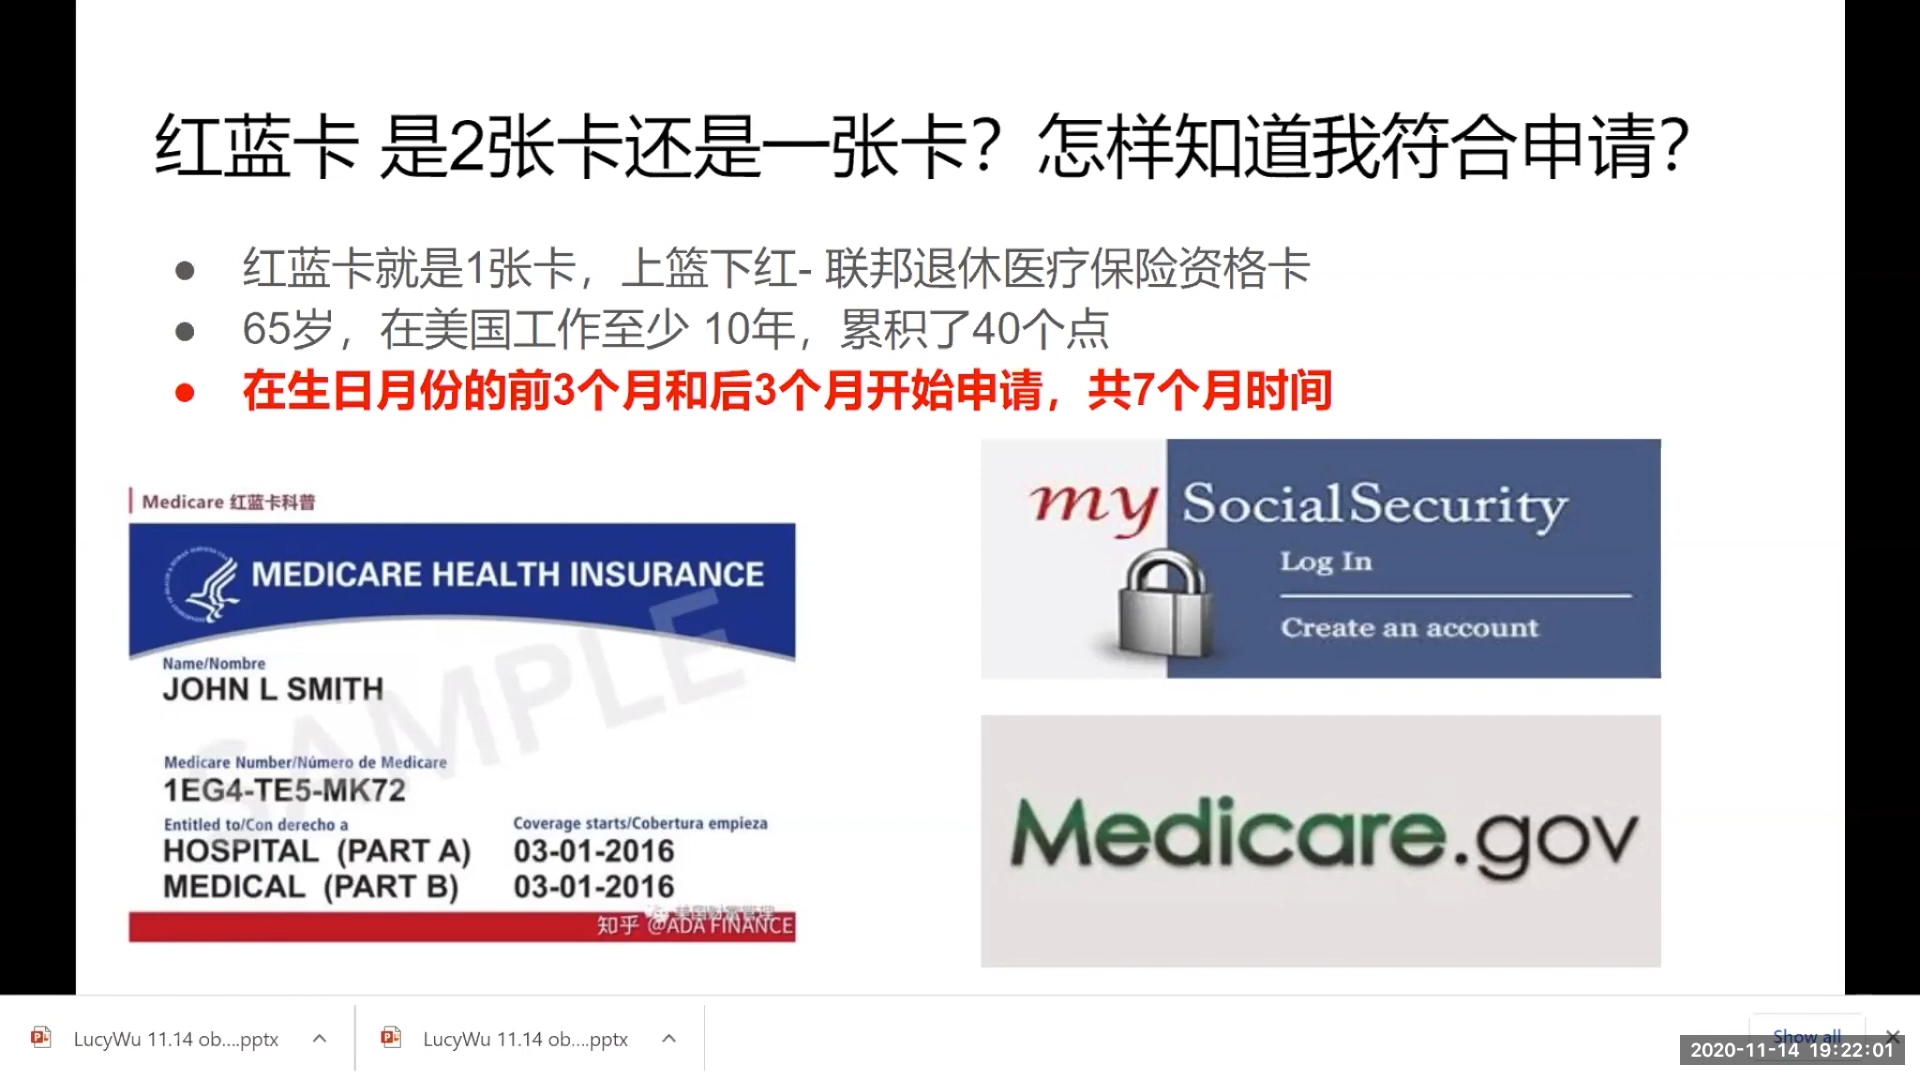 红蓝卡 是2张卡还是一张卡？怎样知道我符合申请？
● 红蓝卡就是1张卡，上篮下红- 联邦退休医疗保险资格卡
● 65岁，在美国工作至少 10年，累积了40个点
● 在生日月份的前3个月和后3个月开始申请，共7个月时间
Medicare 红蓝卡科普
MEDICARE HEALTH INSURANCE
SAMPLE
Name/Nombre
JOHN L SMITH
Medicare Number/Número de Medicare
1EG4-TE5-MK72
Entitled to/Con derecho a
Coverage starts/Cobertura empieza
HOSPITAL (PART A) 03-01-2016
MEDICAL (PART B) 03-01-2016
美国财富管理
知乎 @ADA FINANCE
my Social Security
Log In
Create an account
Medicare.gov
LucyWu 11.14 ob....pptx
LucyWu 11.14 ob....pptx
Show all
2020-11-14 19:22:01